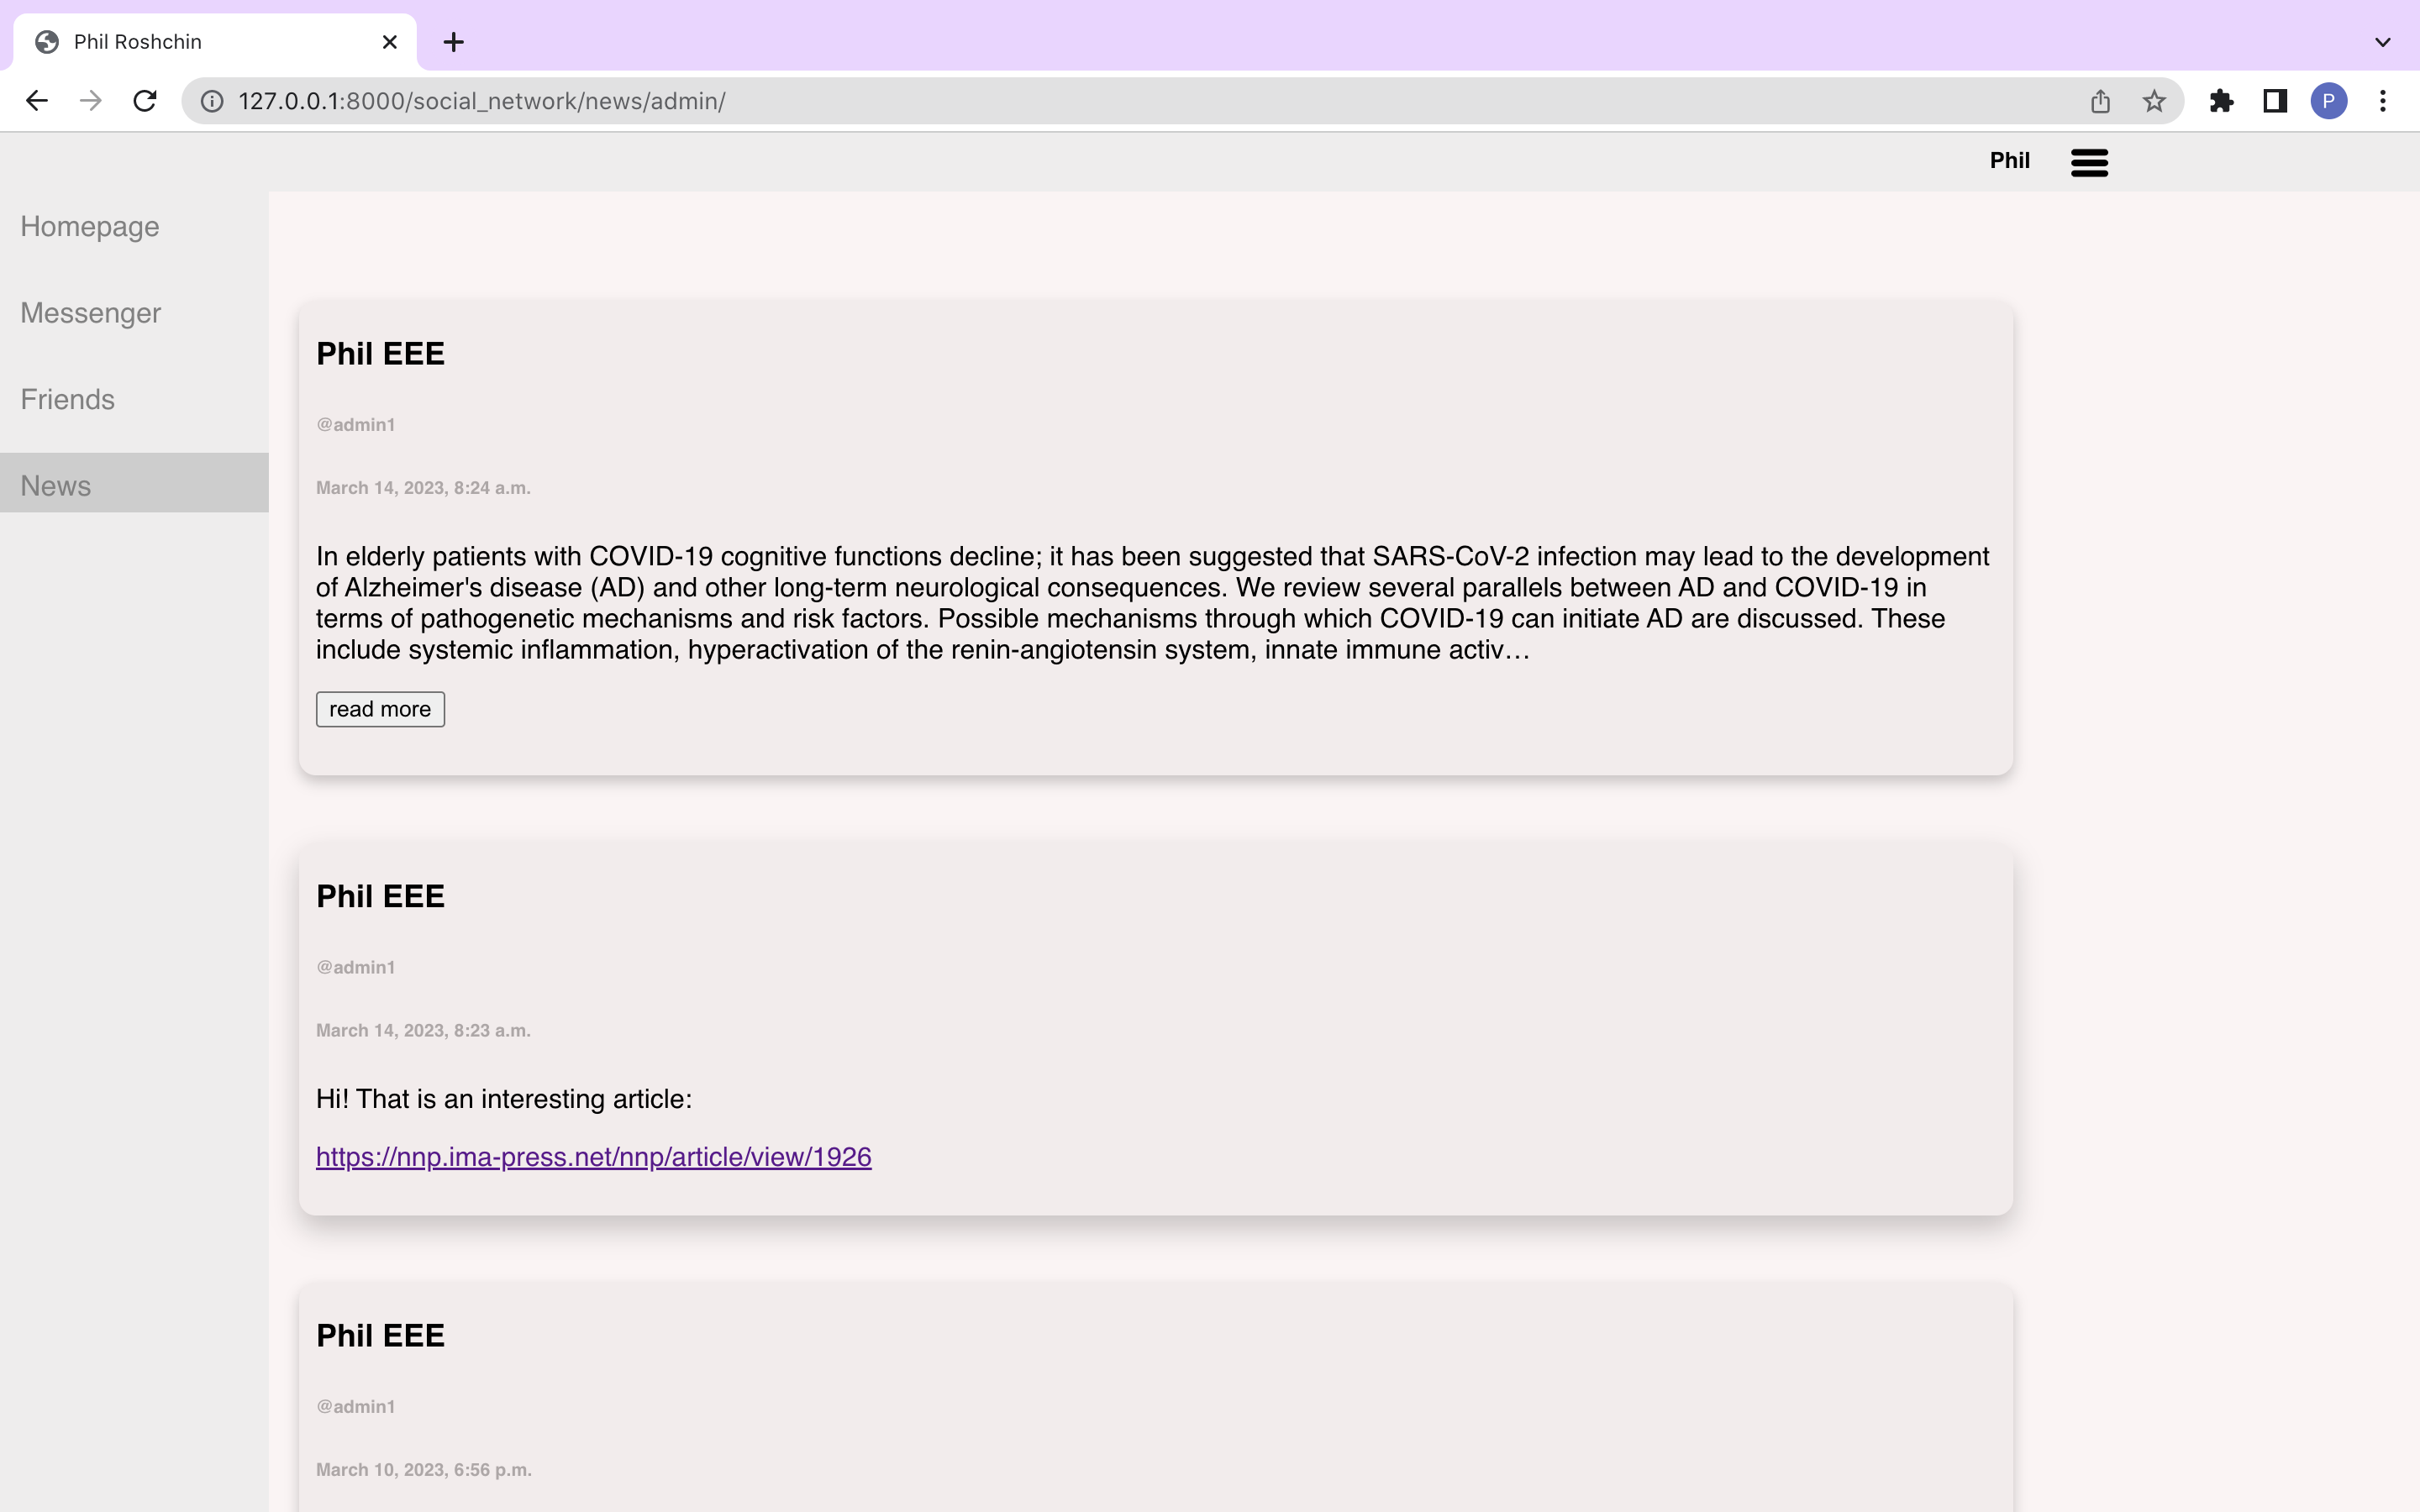 Phil Roshchin
127.0.0.1:8000/social_network/news/admin/
P
Phil
Homepage
Messenger
Friends
News
Phil EEE
@admin1
March 14, 2023, 8:24 a.m.
In elderly patients with COVID-19 cognitive functions decline; it has been suggested that SARS-CoV-2 infection may lead to the development
of Alzheimer's disease (AD) and other long-term neurological consequences. We review several parallels between AD and COVID-19 in
terms of pathogenetic mechanisms and risk factors. Possible mechanisms through which COVID-19 can initiate AD are discussed. These
include systemic inflammation, hyperactivation of the renin-angiotensin system, innate immune activ…
read more
Phil EEE
@admin1
March 14, 2023, 8:23 a.m.
Hi! That is an interesting article:
https://nnp.ima-press.net/nnp/article/view/1926
Phil EEE
@admin1
March 10, 2023, 6:56 p.m.